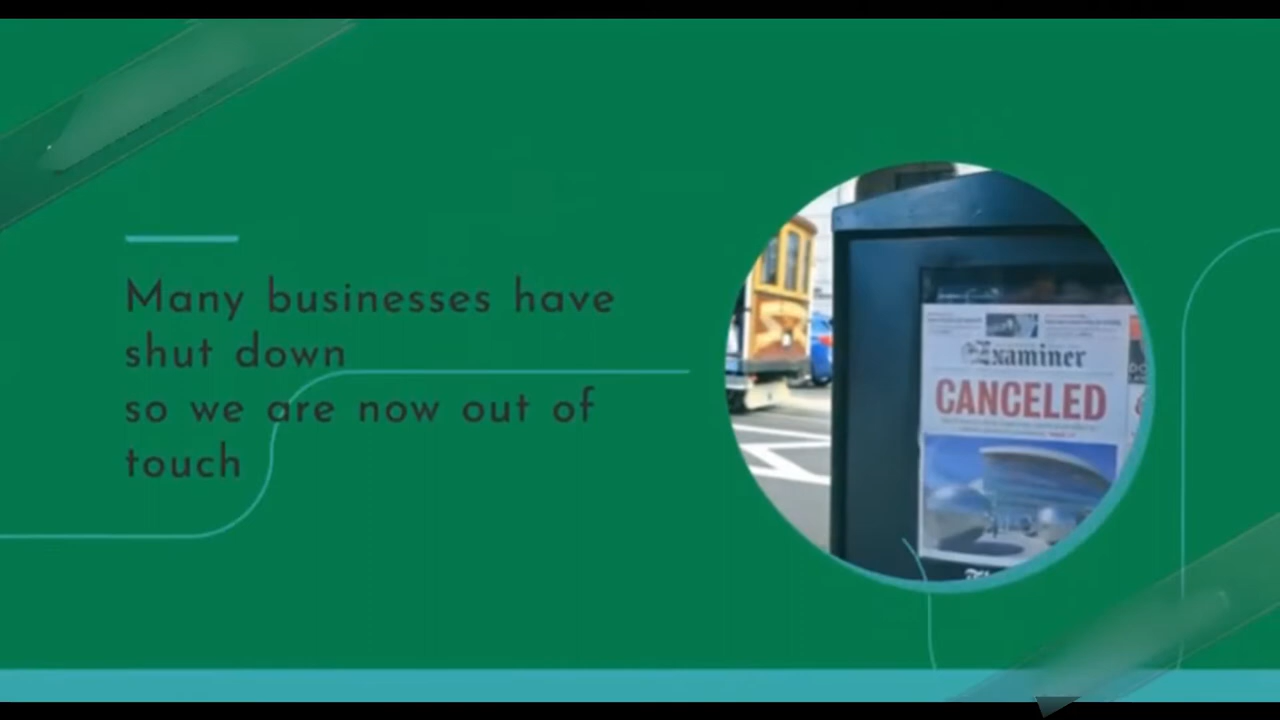 Many businesses have
shut down
so we are now out of
touch
Examiner
CANCELED